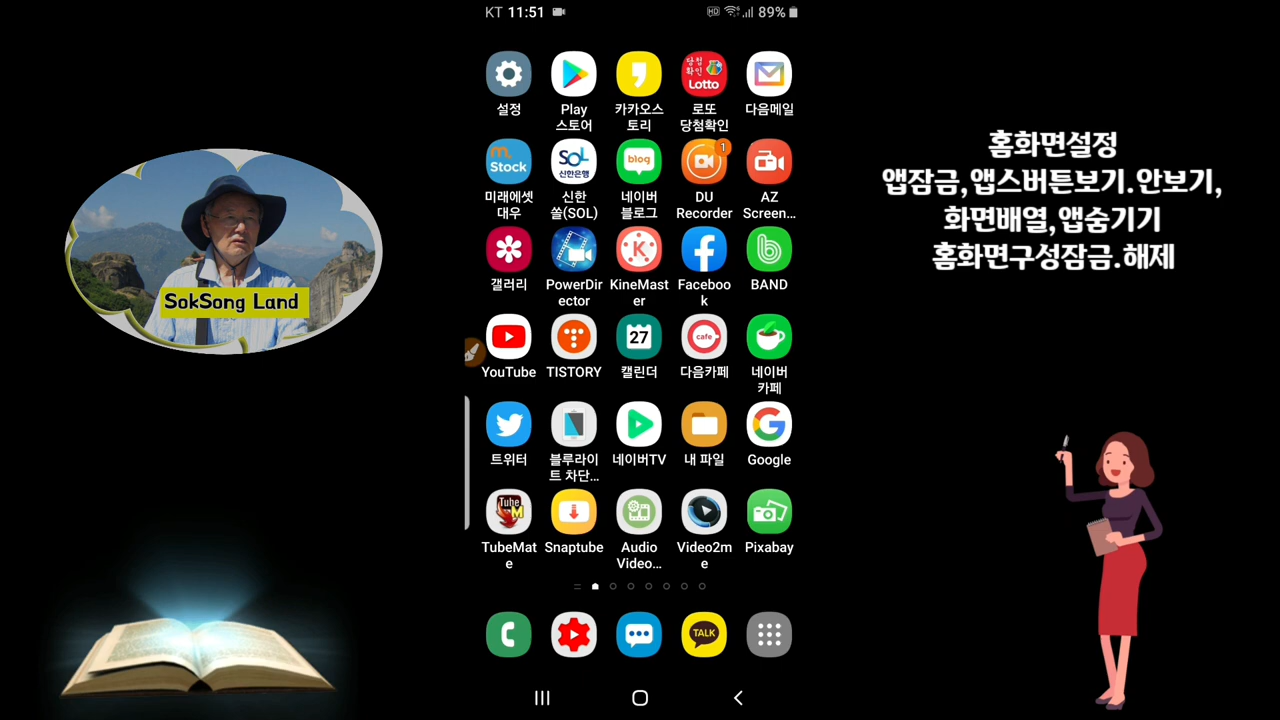 KT 11:51
HD 89%
당첨
확인
Lotto
설정
Play
스토어
카카오스
토리
로또
당첨확인
다음메일
m.
Stock
SOL
신한은행
blog
1
미래에셋
대우
신한
쏠(SOL)
네이버
블로그
DU
Recorder
AZ
Screen...
갤러리
PowerDir
ector
KineMast
er
Faceboo
k
BAND
27
cafe
YouTube
TISTORY
캘린더
다음카페
네이버
카페
트위터
블루라이
트 차단...
네이버TV
내 파일
Google
Tube
M
TubeMat
e
Snaptube
Audio
Video...
Video2m
e
Pixabay
TALK
SokSong Land
홈화면설정
앱잠금,앱스버튼보기.안보기,
화면배열,앱숨기기
홈화면구성잠금.해제